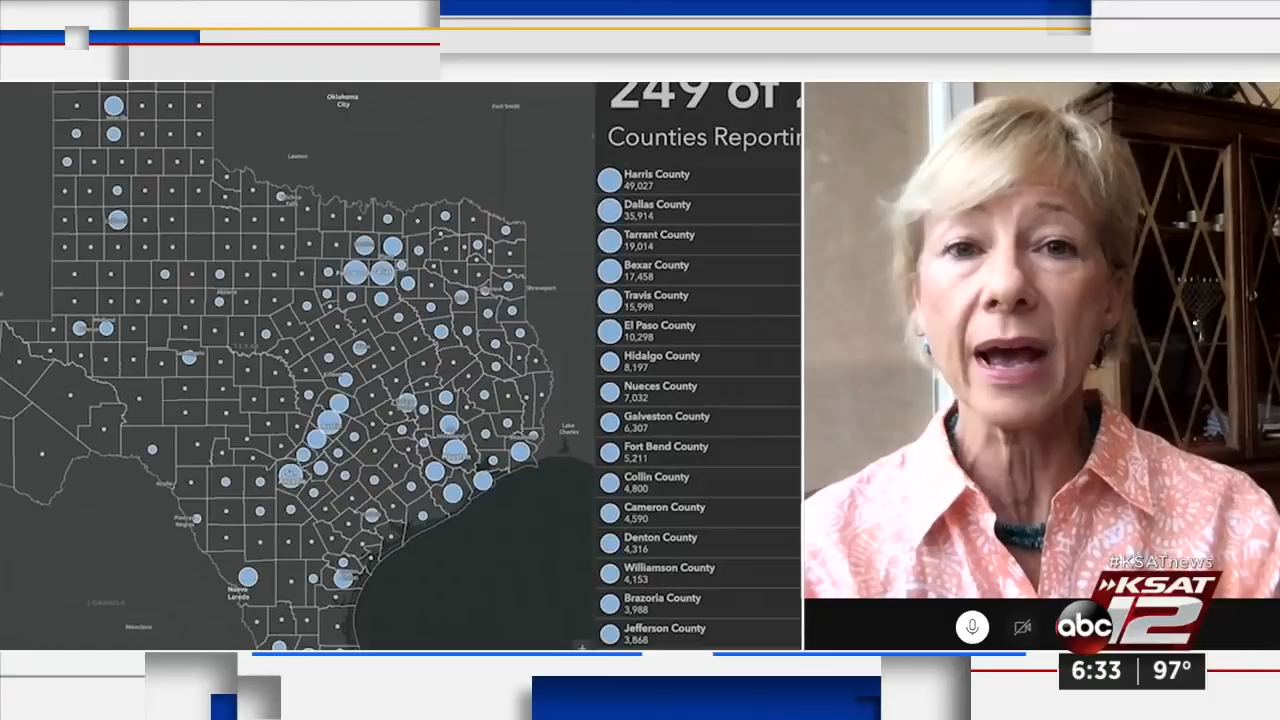 249 of
Counties Reportin
Harris County
49,027
Dallas County
35,914
Tarrant County
19,014
Bexar County
17,458
Travis County
15,998
El Paso County
10,298
Hidalgo County
8,197
Nueces County
7,032
Galveston County
6,307
Fort Bend County
5,211
Collin County
4,800
Cameron County
4,590
Denton County
4,316
Williamson County
4,153
Brazoria County
3,988
Jefferson County
3,868
Oklahoma
City
Fort Smith
Lawton
Shreveport
Abilene
TEXAS
Lake
Charles
Piedras
Negras
Nuevo
Laredo
Monclova
#KSATnews
KSAT
abc 12
6:33 97°